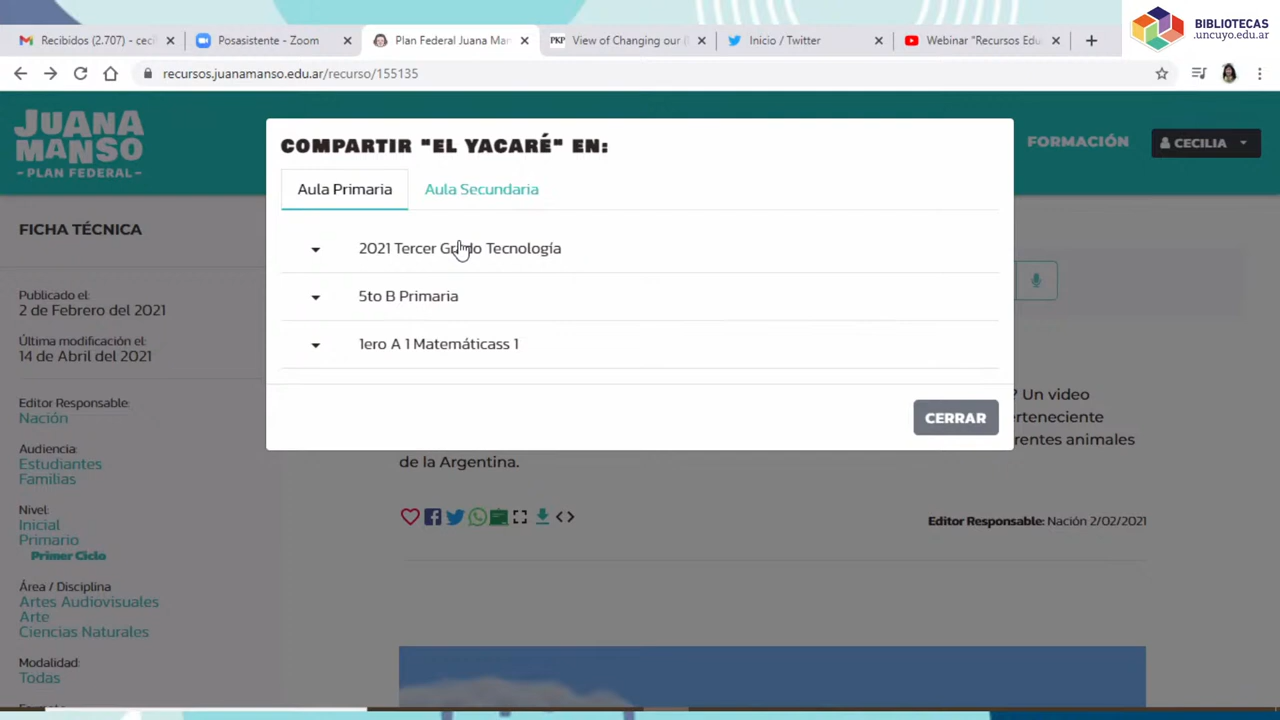 Recibidos (2.707) - ceci
Posasistente - Zoom
Plan Federal Juana Man
PKP
View of Changing our (
Inicio / Twitter
Webinar "Recursos Edu
BIBLIOTECAS
.uncuyo.edu.ar
recursos.juanamanso.edu.ar/recurso/155135
JUANA
MANSO
- PLAN FEDERAL -
FORMACIÓN
CECILIA
COMPARTIR "EL YACARÉ" EN:
Aula Primaria
Aula Secundaria
2021 Tercer Grado Tecnología
5to B Primaria
1ero A 1 Matemáticass 1
CERRAR
FICHA TÉCNICA
Publicado el:
2 de Febrero del 2021
Última modificación el:
14 de Abril del 2021
Editor Responsable:
Nación
Audiencia:
Estudiantes
Familias
Nivel:
Inicial
Primario
Primer Ciclo
Área / Disciplina
Artes Audiovisuales
Arte
Ciencias Naturales
Modalidad:
Todas
? Un video
erteneciente
rentes animales
de la Argentina.
Editor Responsable: Nación 2/02/2021